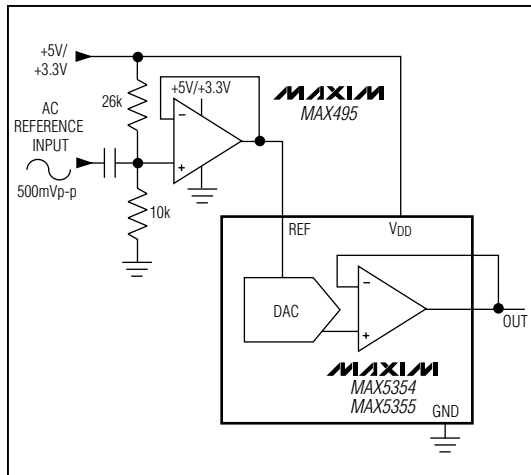 +5V/
+3.3V
26k
+5V/+3.3V
MAXIM
MAX495
AC
REFERENCE
INPUT
500mVp-p
10k
−
+
REF
VDD
DAC
−
+
OUT
MAXIM
MAX5354
MAX5355
GND